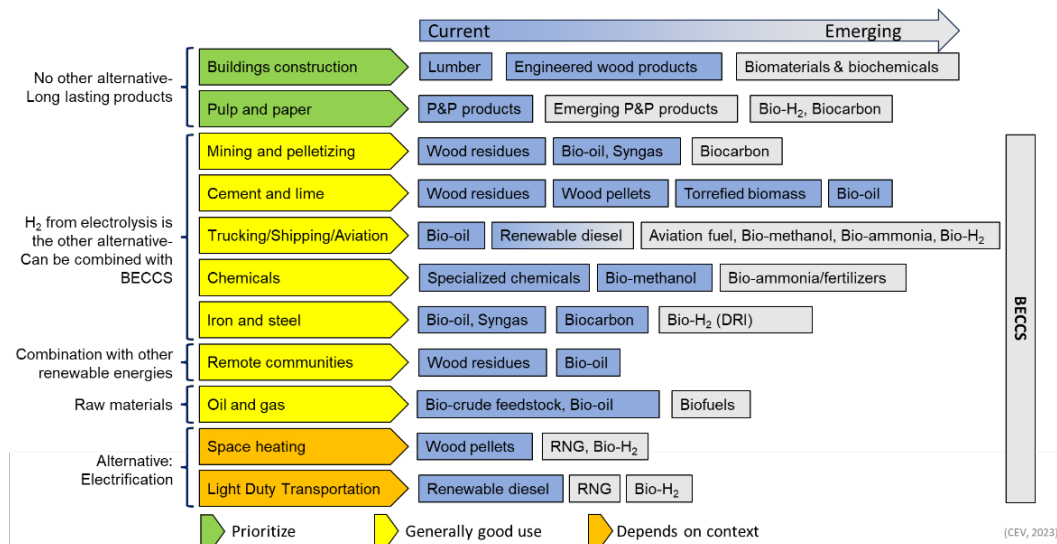 Current Emerging
No other alternative-
Long lasting products
Buildings construction
Lumber
Engineered wood products
Biomaterials & biochemicals
Pulp and paper
P&P products
Emerging P&P products
Bio-H₂, Biocarbon
H₂ from electrolysis is
the other alternative-
Can be combined with
BECCS
Mining and pelletizing
Wood residues
Bio-oil, Syngas
Biocarbon
Cement and lime
Wood residues
Wood pellets
Torrefied biomass
Bio-oil
Trucking/Shipping/Aviation
Bio-oil
Renewable diesel
Aviation fuel, Bio-methanol, Bio-ammonia, Bio-H₂
Chemicals
Specialized chemicals
Bio-methanol
Bio-ammonia/fertilizers
Iron and steel
Bio-oil, Syngas
Biocarbon
Bio-H₂ (DRI)
Combination with other
renewable energies
Remote communities
Wood residues
Bio-oil
Raw materials
Oil and gas
Bio-crude feedstock, Bio-oil
Biofuels
Alternative:
Electrification
Space heating
Wood pellets
RNG, Bio-H₂
Light Duty Transportation
Renewable diesel
RNG
Bio-H₂
BECCS
Prioritize
Generally good use
Depends on context
(CEV, 2023)